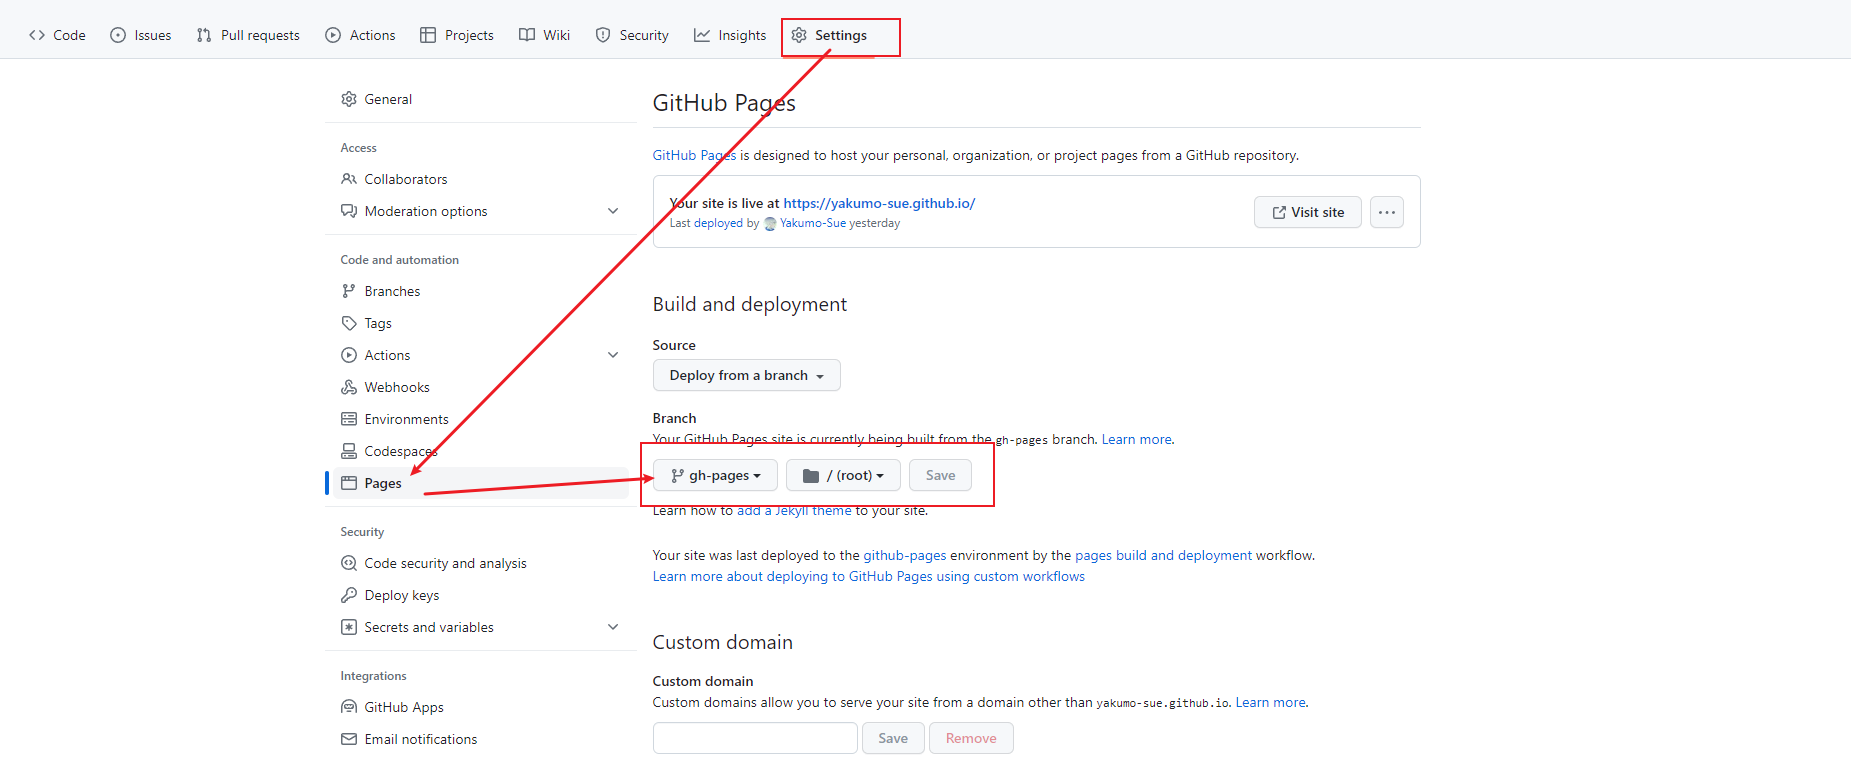 Code Issues Pull requests Actions Projects Wiki Security Insights Settings
General
Access
Collaborators
Moderation options
Code and automation
Branches
Tags
Actions
Webhooks
Environments
Codespaces
Pages
Security
Code security and analysis
Deploy keys
Secrets and variables
Integrations
GitHub Apps
Email notifications
GitHub Pages
GitHub Pages is designed to host your personal, organization, or project pages from a GitHub repository.
Your site is live at https://yakumo-sue.github.io/
Last deployed by Yakumo-Sue yesterday
Visit site
Build and deployment
Source
Deploy from a branch
Branch
Your GitHub Pages site is currently being built from the gh-pages branch. Learn more.
gh-pages / (root) Save
Learn how to add a Jekyll theme to your site.
Your site was last deployed to the github-pages environment by the pages build and deployment workflow.
Learn more about deploying to GitHub Pages using custom workflows
Custom domain
Custom domain
Custom domains allow you to serve your site from a domain other than yakumo-sue.github.io. Learn more.
Save Remove